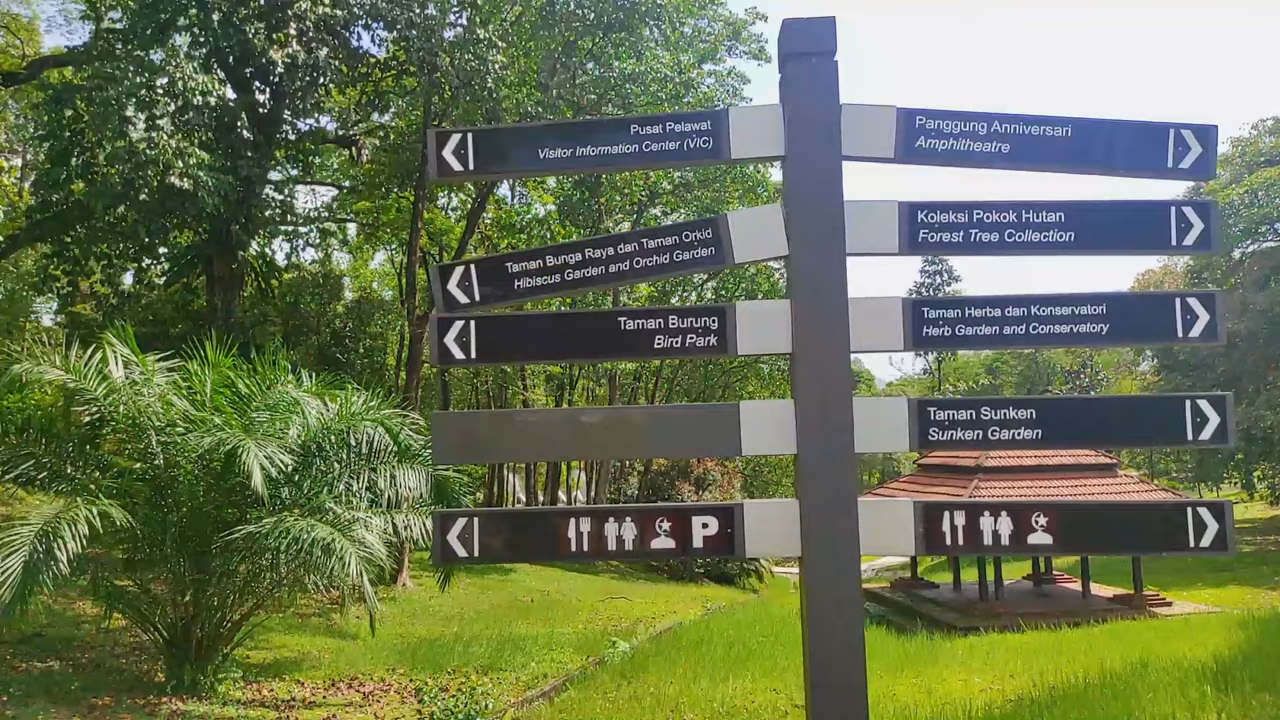 Pusat Pelawat
Visitor Information Center (VIC)
Taman Bunga Raya dan Taman Orkid
Hibiscus Garden and Orchid Garden
Taman Burung
Bird Park
P
Panggung Anniversari
Amphitheatre
Koleksi Pokok Hutan
Forest Tree Collection
Taman Herba dan Konservatori
Herb Garden and Conservatory
Taman Sunken
Sunken Garden